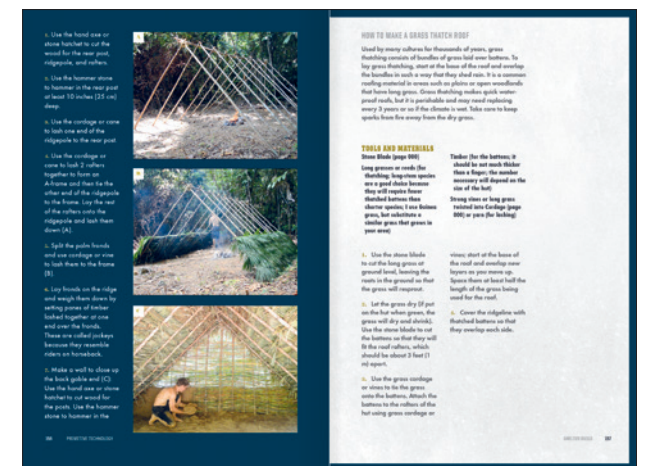 1. Use the hand axe or
stone hatchet to cut the
wood for the rear post,
ridgepole, and rafters.
2. Use the hammer stone
to hammer in the rear post
at least 10 inches (25 cm)
deep.
3. Use the cordage or cane
to lash one end of the
ridgepole to the rear post
4. Use the cordage or
cane to lash 2 rafters
together to form an
A-frame and then tie the
other end of the ridgepole
to the frame. Lay the rest
of the rafters onto the
ridgepole and lash them
down (A).
5. Split the palm fronds
and use cordage or vine
to lash them to the frame
(B).
6. Lay fronds on the ridge
and weigh them down by
setting panes of timber
lashed together at one
end over the fronds.
These are called jockeys
because they resemble
riders on horseback.
7. Make a wall to close up
the back gable end (C):
Use the hand axe or stone
hatchet to cut wood for
the posts. Use the hammer
stone to hammer in the
PRIMITIVE TECHNOLOGY
A
B
C
HOW TO MAKE A GRASS THATCH ROOF
Used by many cultures for thousands of years, grass
thatching consists of bundles of grass laid over battens. To
lay grass thatching, start at the base of the roof and overlap
the bundles in such a way that they shed rain. It is a common
roofing material in areas such as plains or open woodlands
that have long grass. Grass thatching makes quick water-
proof roofs, but it is perishable and may need replacing
every 3 years or so if the climate is wet. Take care to keep
sparks from fire away from the dry grass.
TOOLS AND MATERIALS
Stone Blade (page 000)
Long grasses or reeds (for
thatching; long-stem species
are a good choice because
they will require fewer
thatched battens than
shorter species; I use Guinea
grass, but substitute a
similar grass that grows in
your area)
Timber (for the battens; it
should be not much thicker
than a finger; the number
necessary will depend on the
size of the hut)
Strong vines or long grass
twisted into Cordage (page
000) or yarn (for lashing)
1. Use the stone blade
to cut the long grass at
ground level, leaving the
roots in the ground so that
the grass will resprout.
2. Let the grass dry (if put
on the hut when green, the
grass will dry and shrink).
Use the stone blade to cut
the battens so that they will
fit the roof rafters, which
should be about 3 feet (1
m) apart.
3. Use the grass cordage
or vines to tie the grass
onto the battens. Attach the
battens to the rafters of the
hut using grass cordage or
vines; start at the base of
the roof and overlap new
layers as you move up.
Space them at least half the
length of the grass being
used for the roof.
4. Cover the ridgeline with
thatched battens so that
they overlap each side.